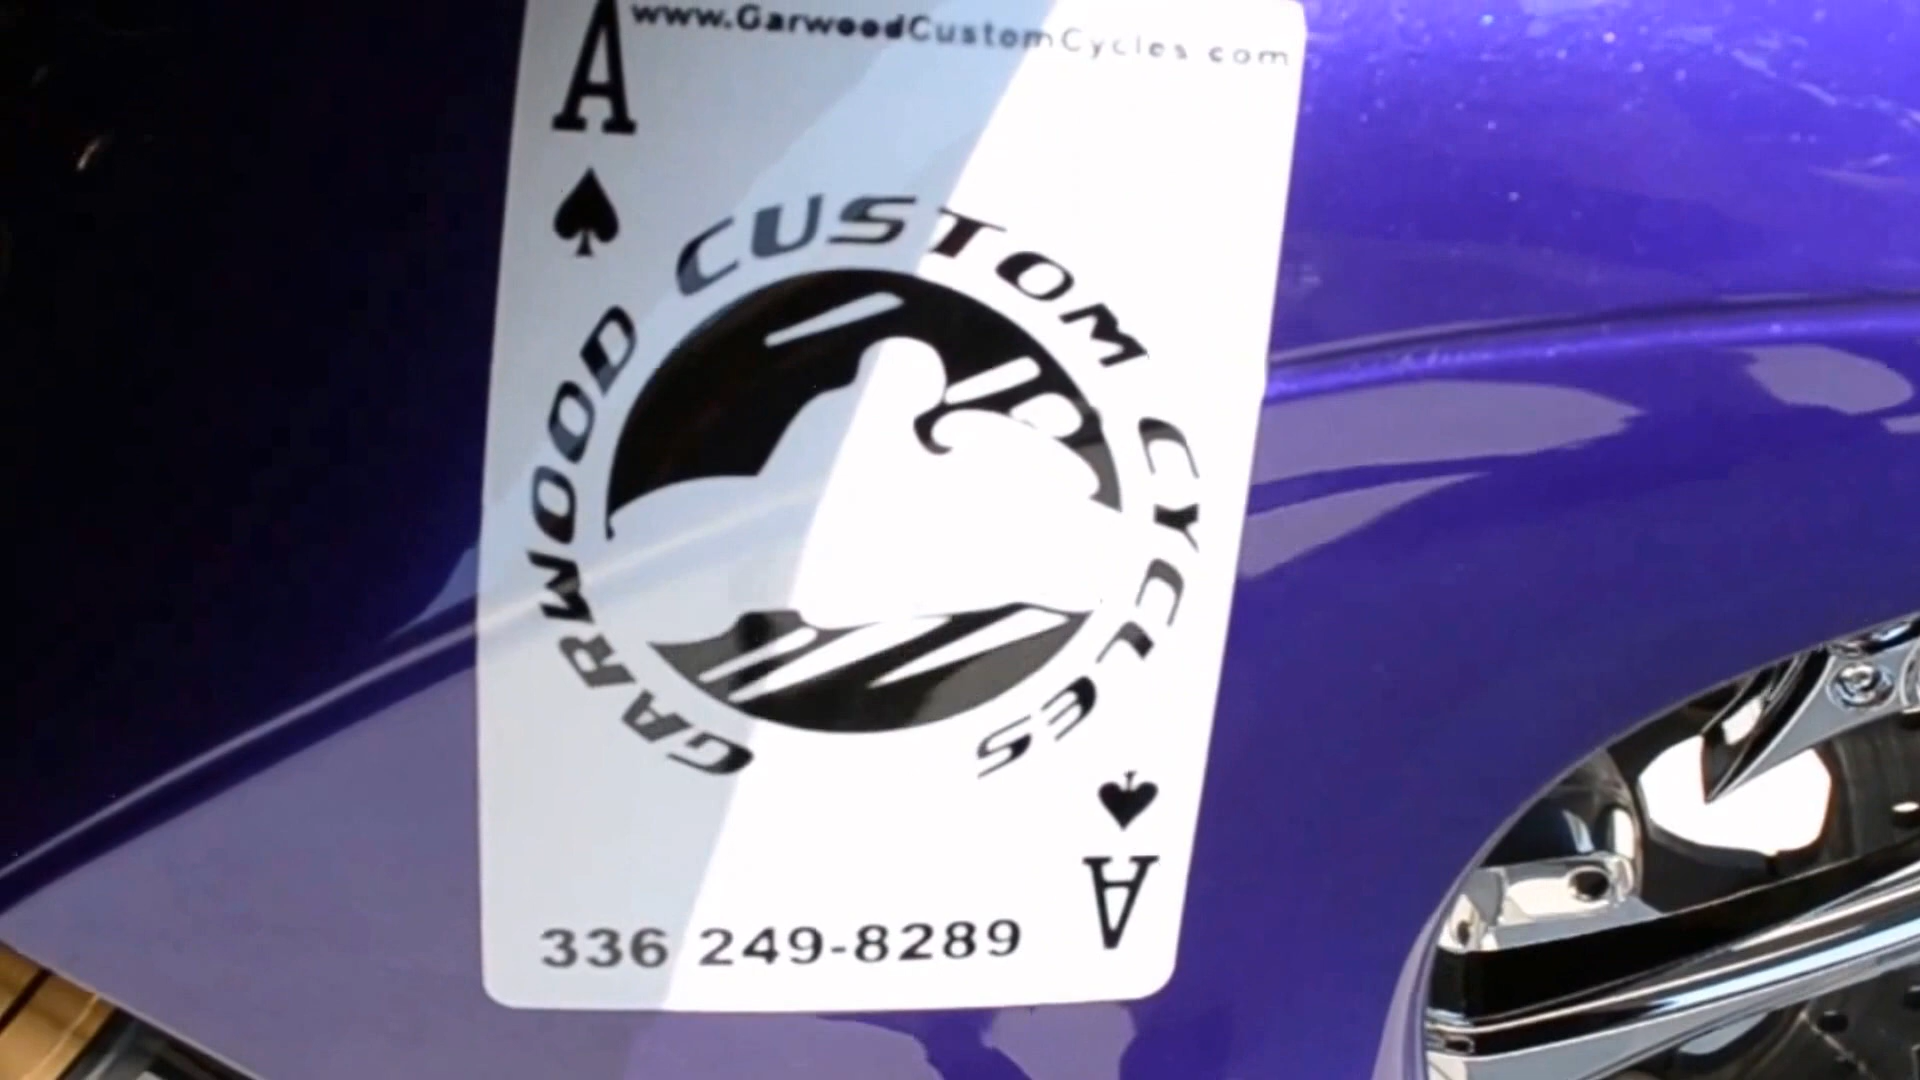 A
www.GarwoodCustomCycles.com
GARWOOD CUSTOM CYCLES
336 249-8289
A